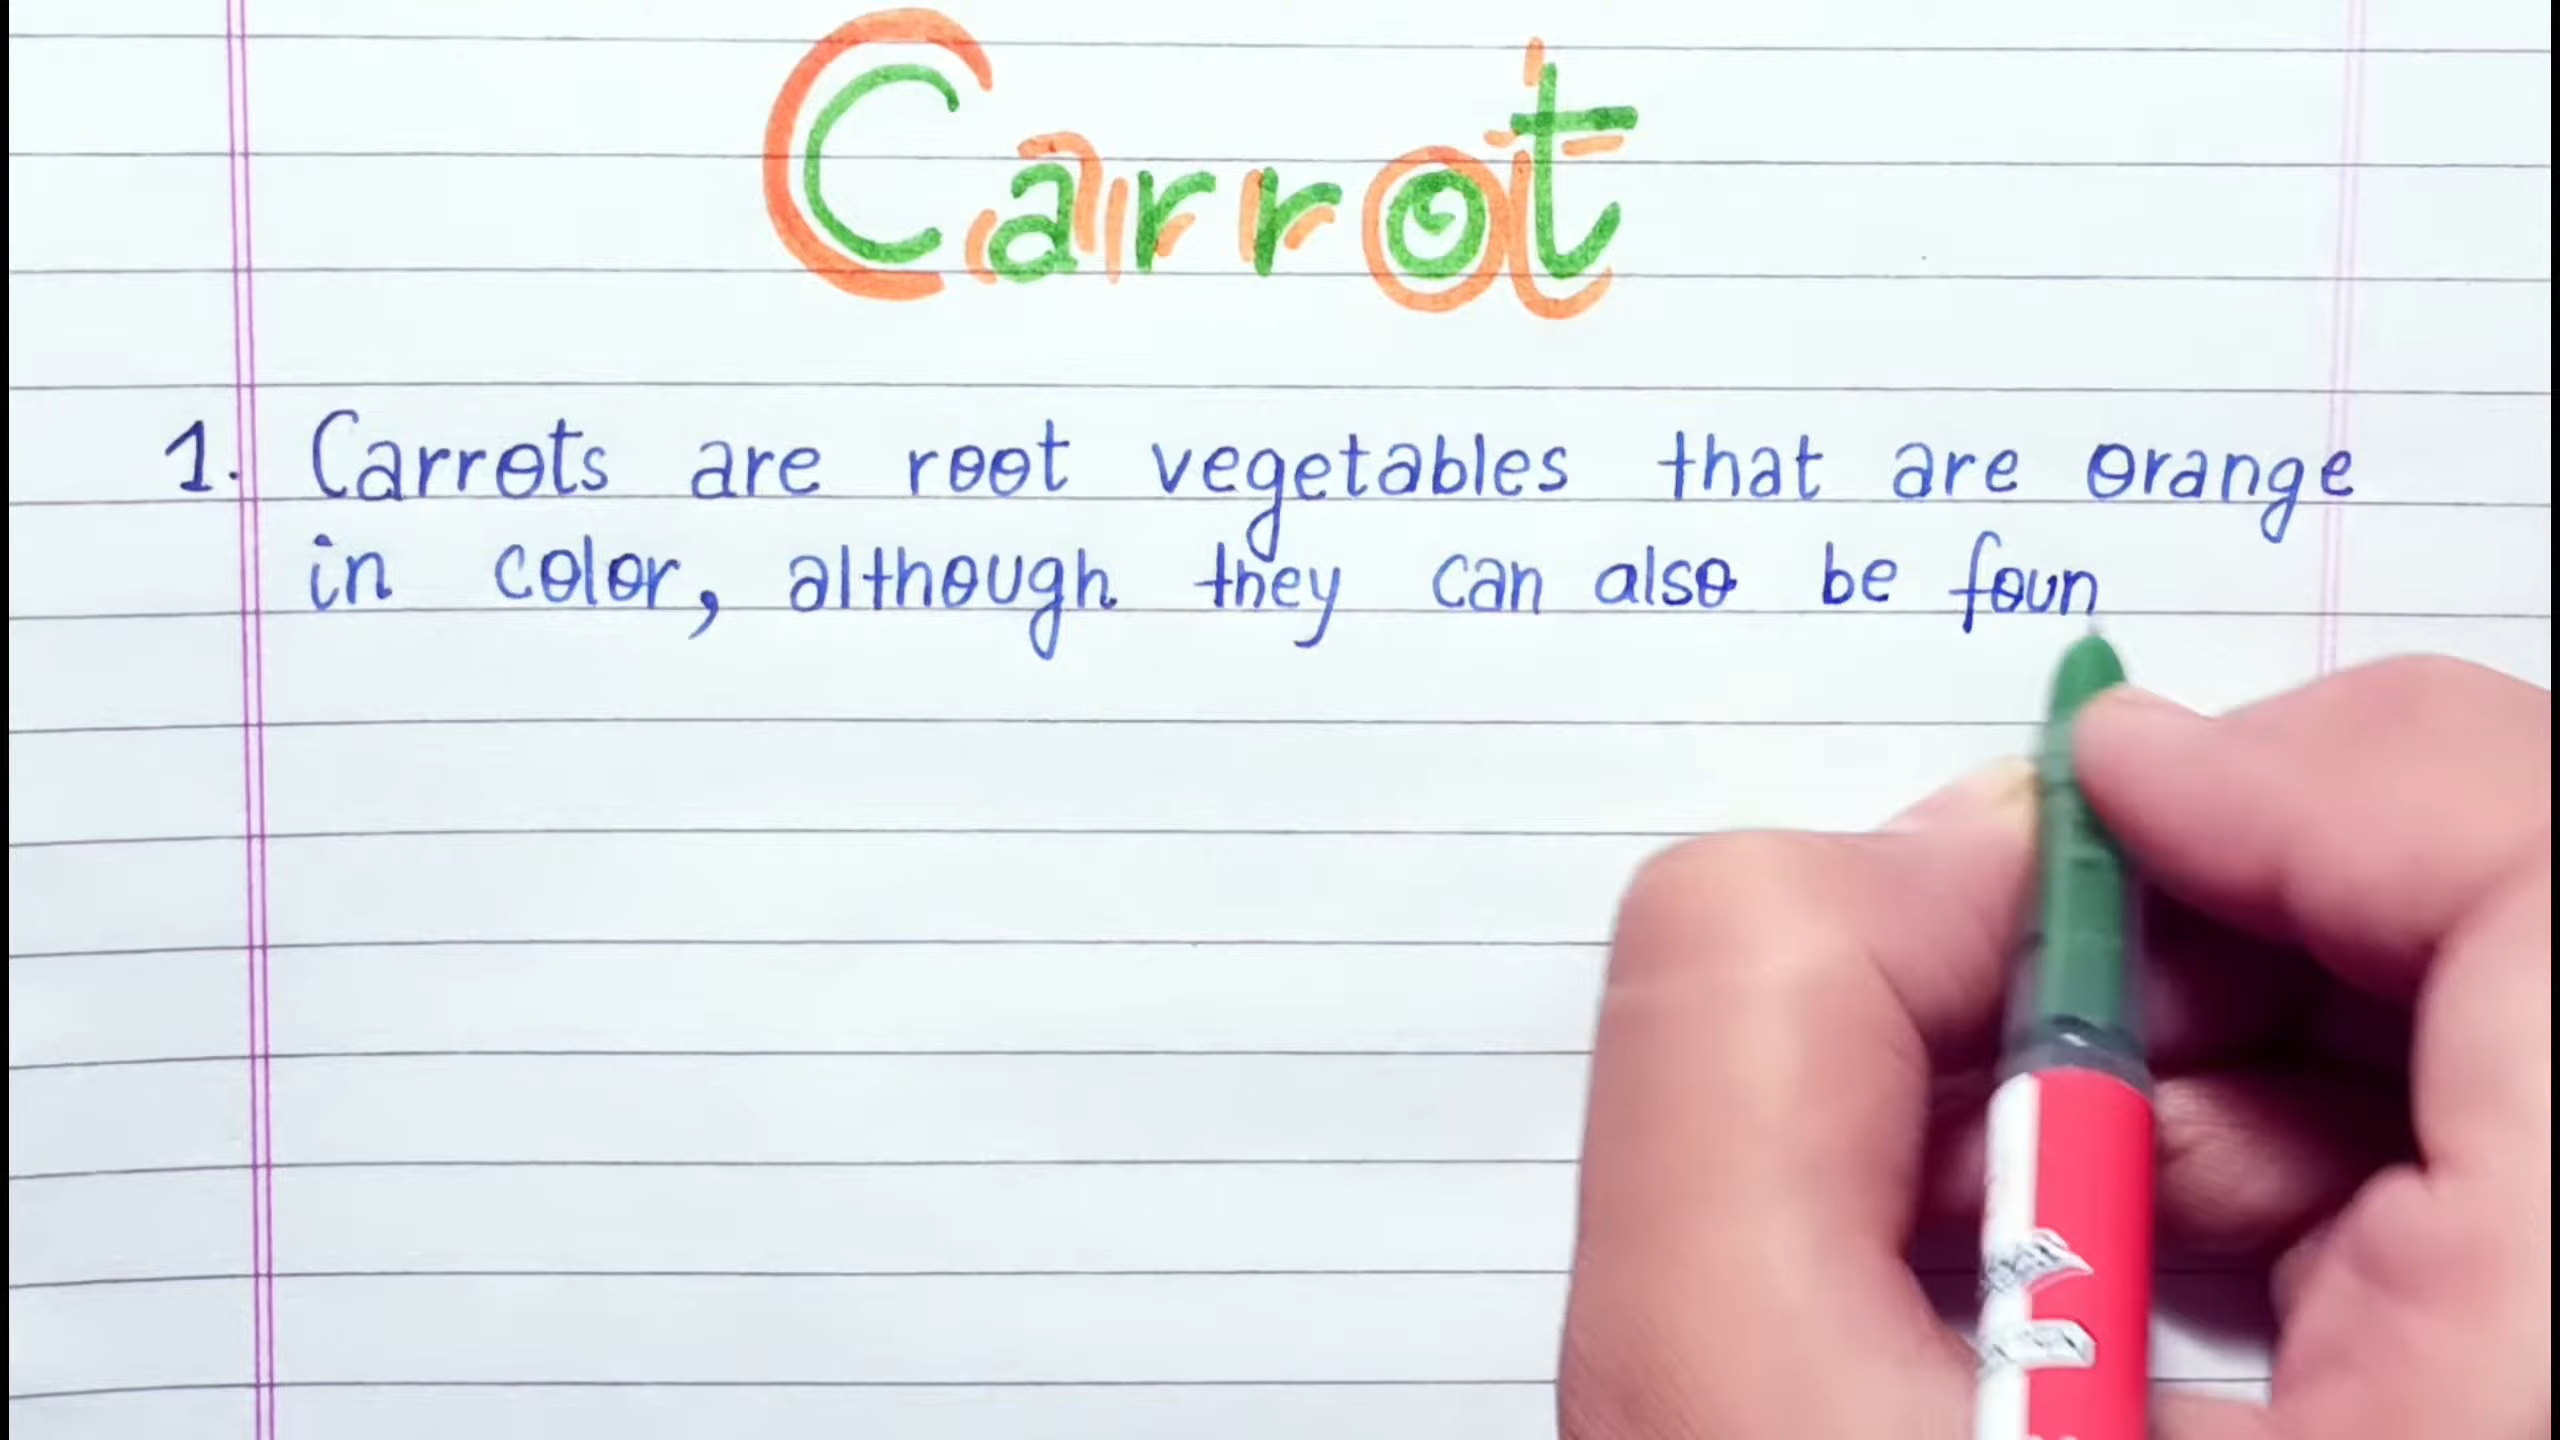 Carrot
1. Carrots are root vegetables that are orange
in color, although they can also be foun